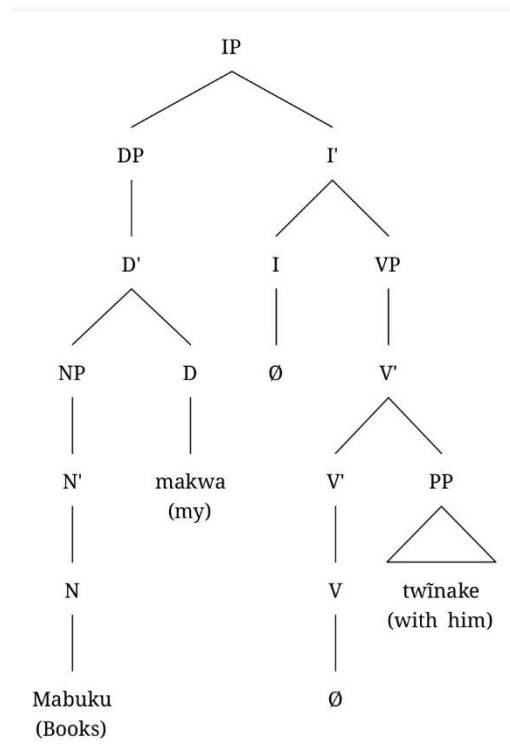 IP
DP I'
D' I VP
NP D Ø V'
N' makwa V' PP
(my)
N V twĩnake
(with him)
Mabuku Ø
(Books)